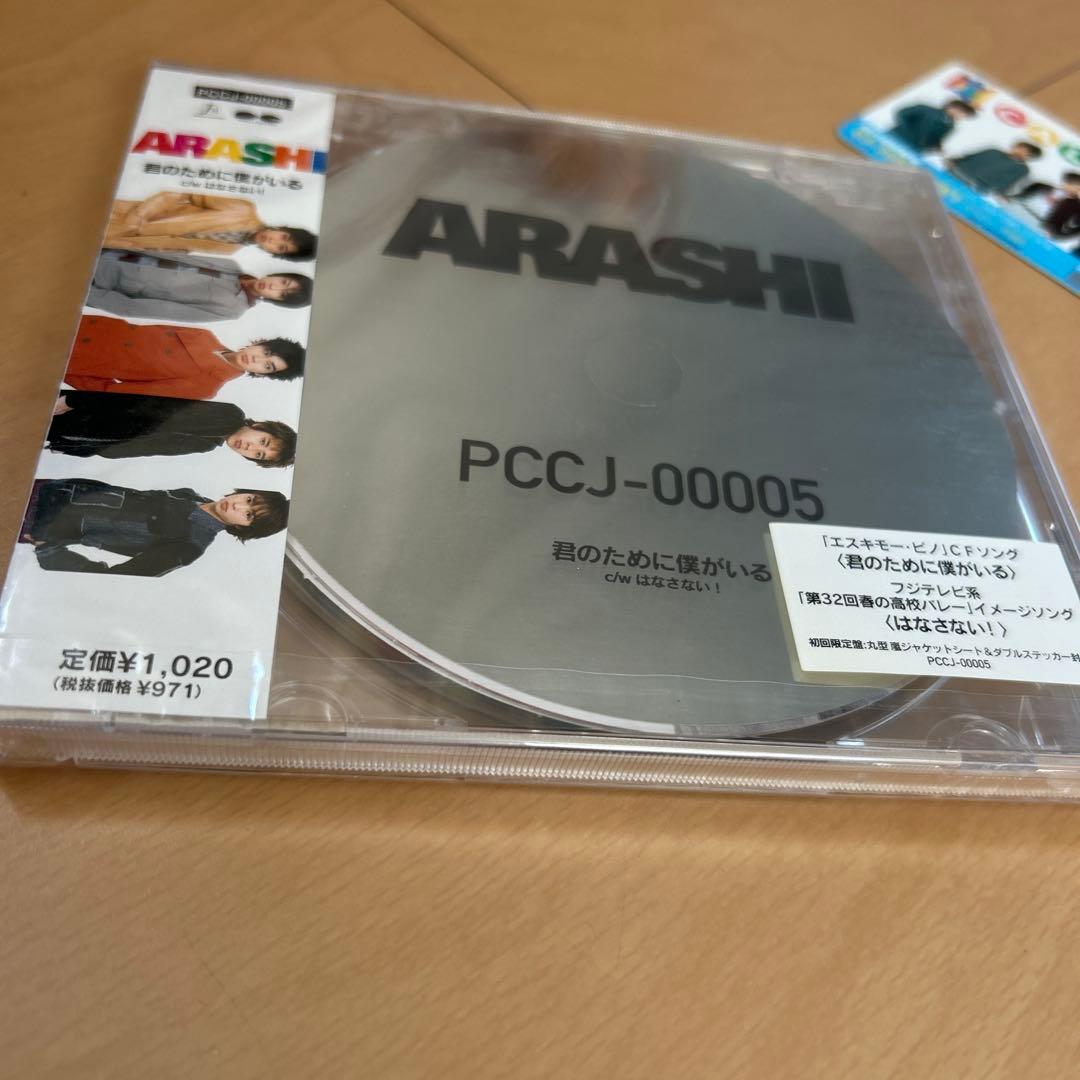 PCCJ-00005
ARASHI
君のために僕がいる
c/w はなさない!
定価¥1,020
(税抜価格 ¥971)
ARASHI
PCCJ-00005
君のために僕がいる
c/w はなさない!
「エスキモー・ピノ」CFソング
〈君のために僕がいる〉
フジテレビ系
「第32回春の高校バレー」イメージソング
〈はなさない!〉
初回限定盤:丸型 嵐ジャケットシート&ダブルステッカー封
PCCJ-00005